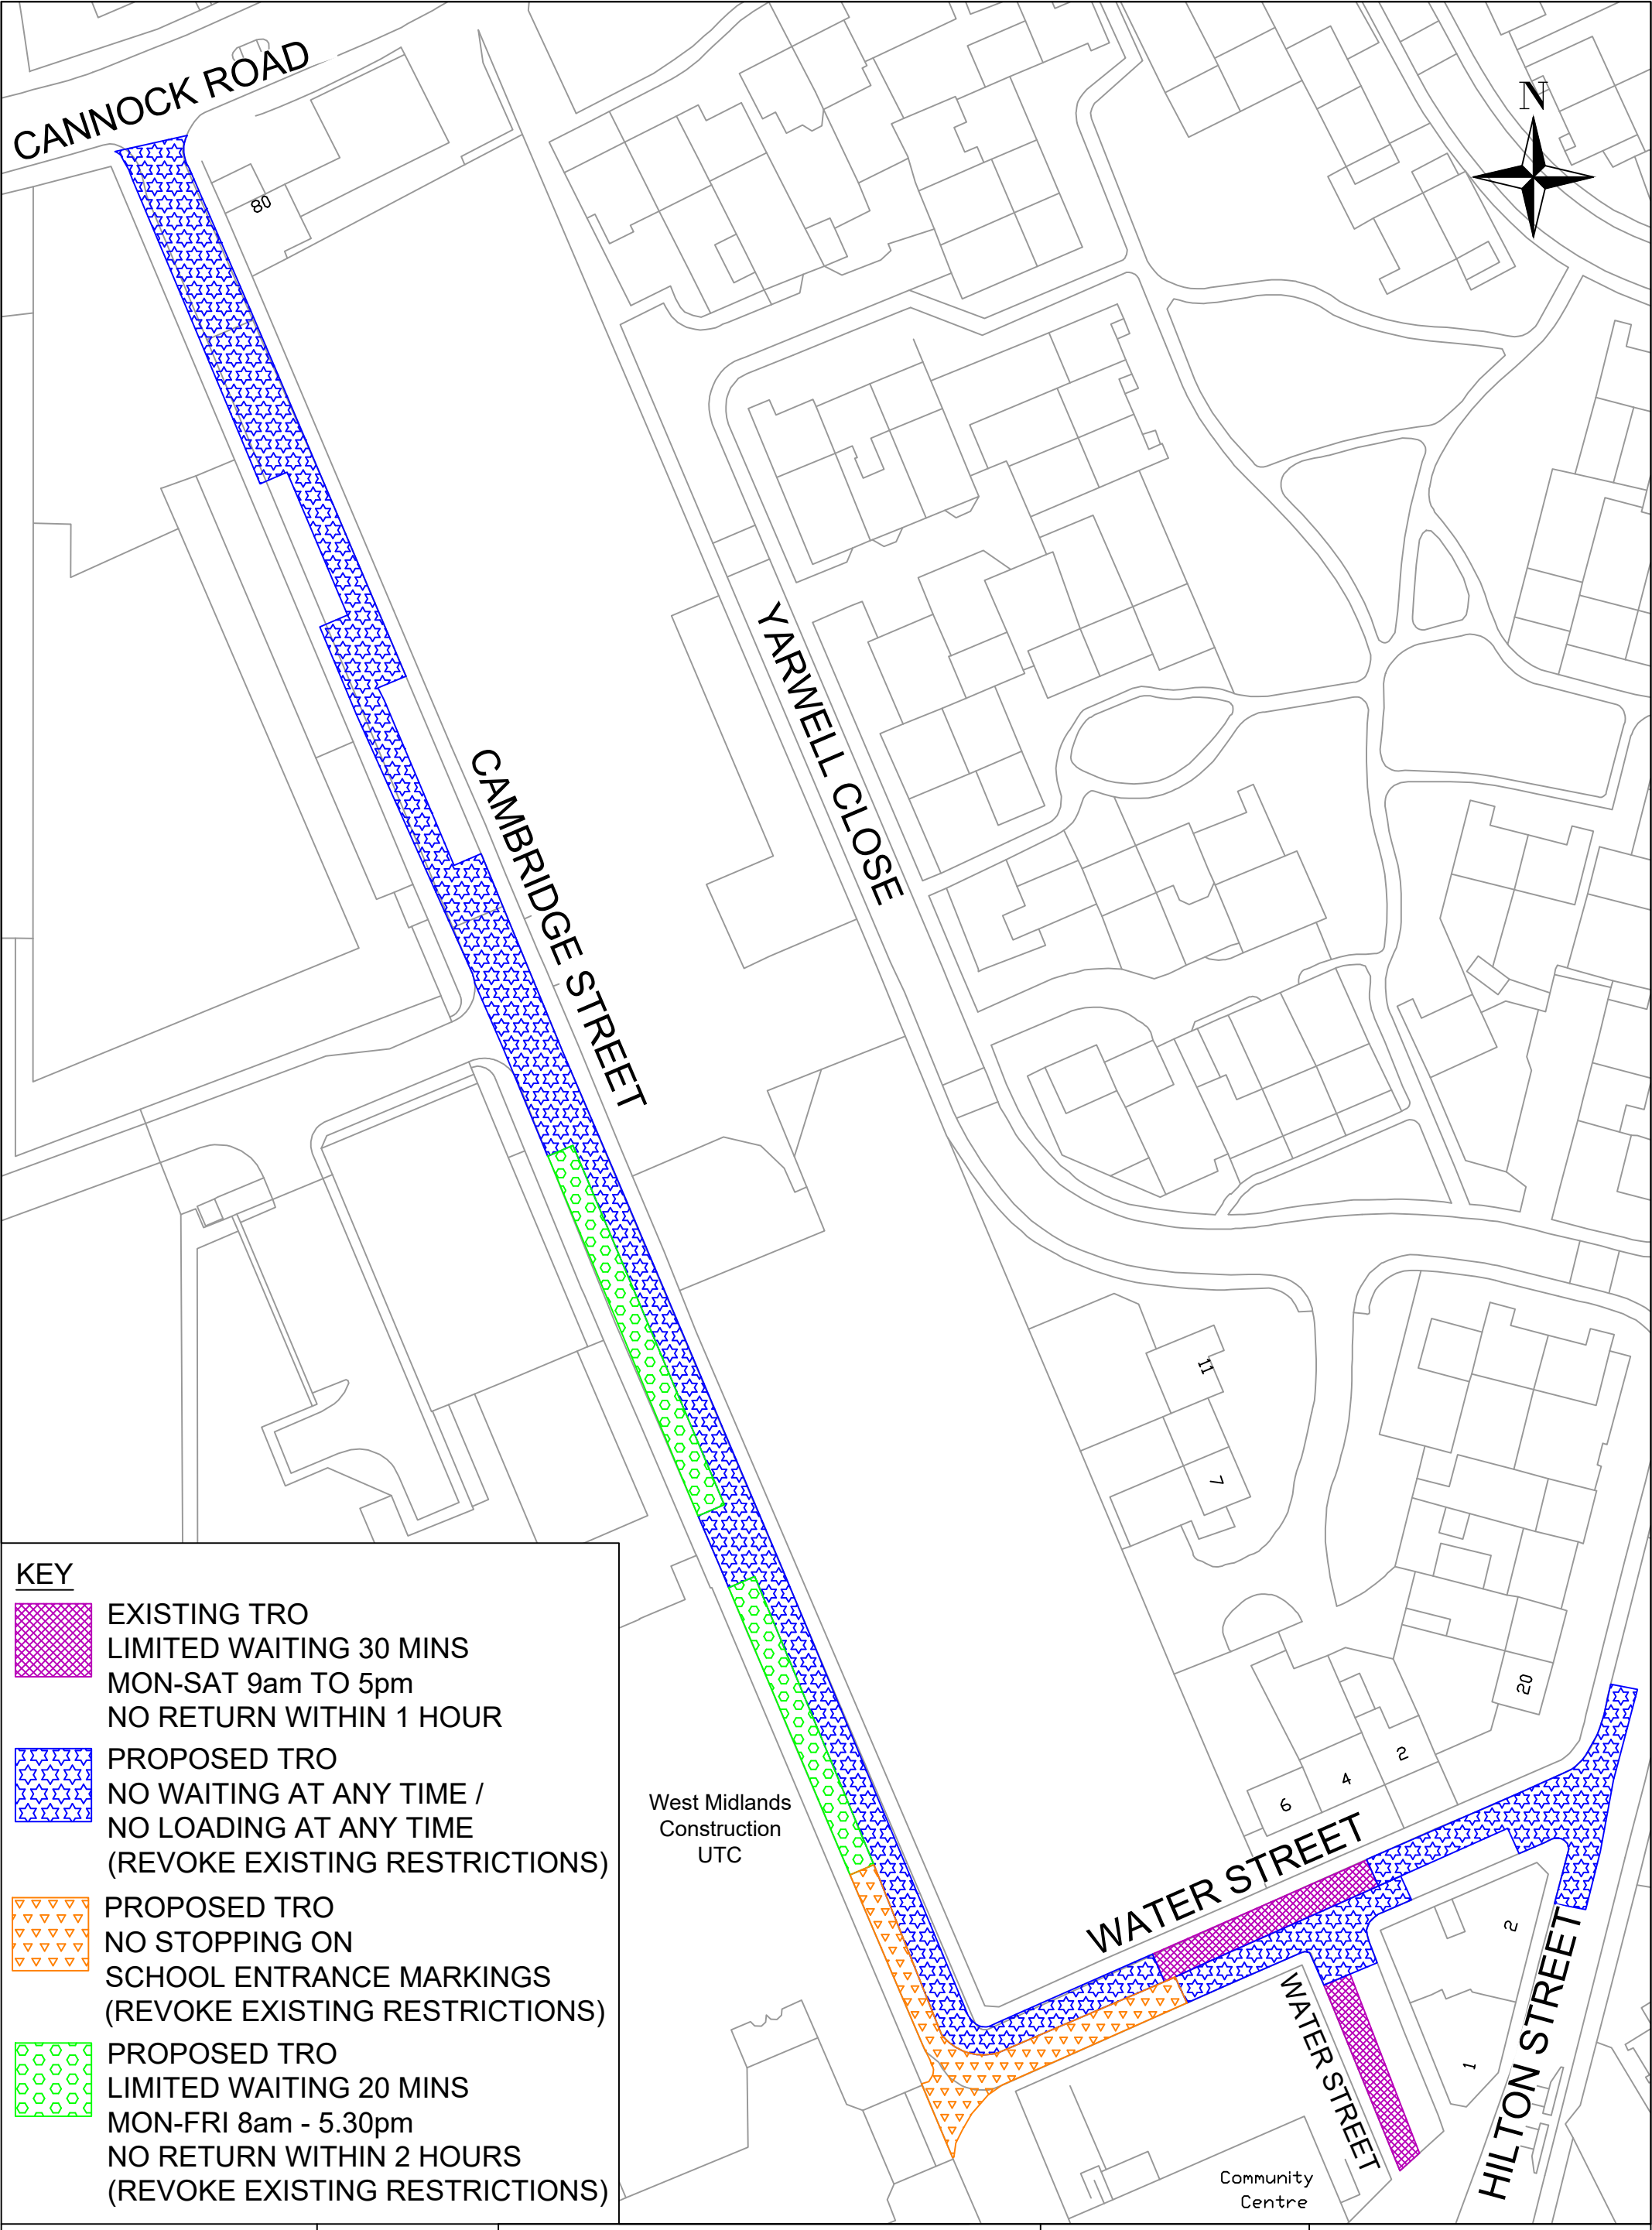 CANNOCK ROAD
N
80
YARWELL CLOSE
CAMBRIDGE STREET
11
7
20
2
4
6
West Midlands
Construction
UTC
WATER STREET
2
WATER STREET
1
HILTON STREET
Community
Centre
KEY
EXISTING TRO
LIMITED WAITING 30 MINS
MON-SAT 9am TO 5pm
NO RETURN WITHIN 1 HOUR
PROPOSED TRO
NO WAITING AT ANY TIME /
NO LOADING AT ANY TIME
(REVOKE EXISTING RESTRICTIONS)
PROPOSED TRO
NO STOPPING ON
SCHOOL ENTRANCE MARKINGS
(REVOKE EXISTING RESTRICTIONS)
PROPOSED TRO
LIMITED WAITING 20 MINS
MON-FRI 8am - 5.30pm
NO RETURN WITHIN 2 HOURS
(REVOKE EXISTING RESTRICTIONS)